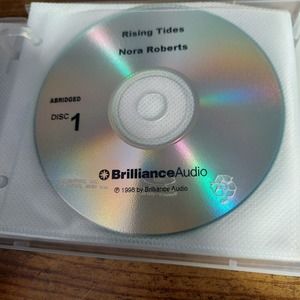 Rising Tides
Nora Roberts
ABRIDGED
DISC 1
BrillianceAudio
℗ 1998 by Brilliance Audio